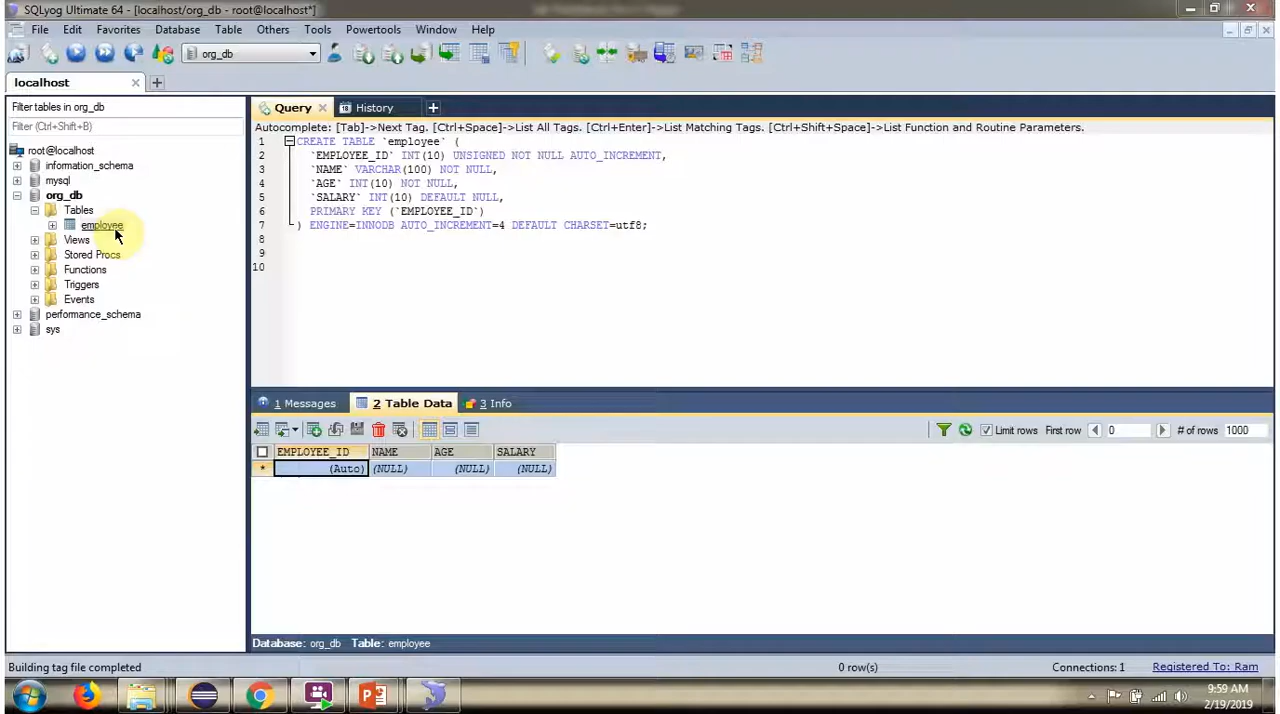 SQLyog Ultimate 64 - [localhost/org_db - root@localhost*]
File Edit Favorites Database Table Others Tools Powertools Window Help
org_db
localhost
Filter tables in org_db
Filter (Ctrl+Shift+B)
root@localhost
information_schema
mysql
org_db
Tables
employee
Views
Stored Procs
Functions
Triggers
Events
performance_schema
sys
Query History
Autocomplete: [Tab]->Next Tag. [Ctrl+Space]->List All Tags. [Ctrl+Enter]->List Matching Tags. [Ctrl+Shift+Space]->List Function and Routine Parameters.
1 CREATE TABLE `employee` (
2 `EMPLOYEE_ID` INT(10) UNSIGNED NOT NULL AUTO_INCREMENT,
3 `NAME` VARCHAR(100) NOT NULL,
4 `AGE` INT(10) NOT NULL,
5 `SALARY` INT(10) DEFAULT NULL,
6 PRIMARY KEY (`EMPLOYEE_ID`)
7 ) ENGINE=INNODB AUTO_INCREMENT=4 DEFAULT CHARSET=utf8;
8
9
10
1 Messages 2 Table Data 3 Info
Limit rows First row 0 # of rows 1000
EMPLOYEE_ID NAME AGE SALARY
* (Auto) (NULL) (NULL) (NULL)
Database: org_db Table: employee
Building tag file completed 0 row(s) Connections: 1 Registered To: Ram
9:59 AM
2/19/2019